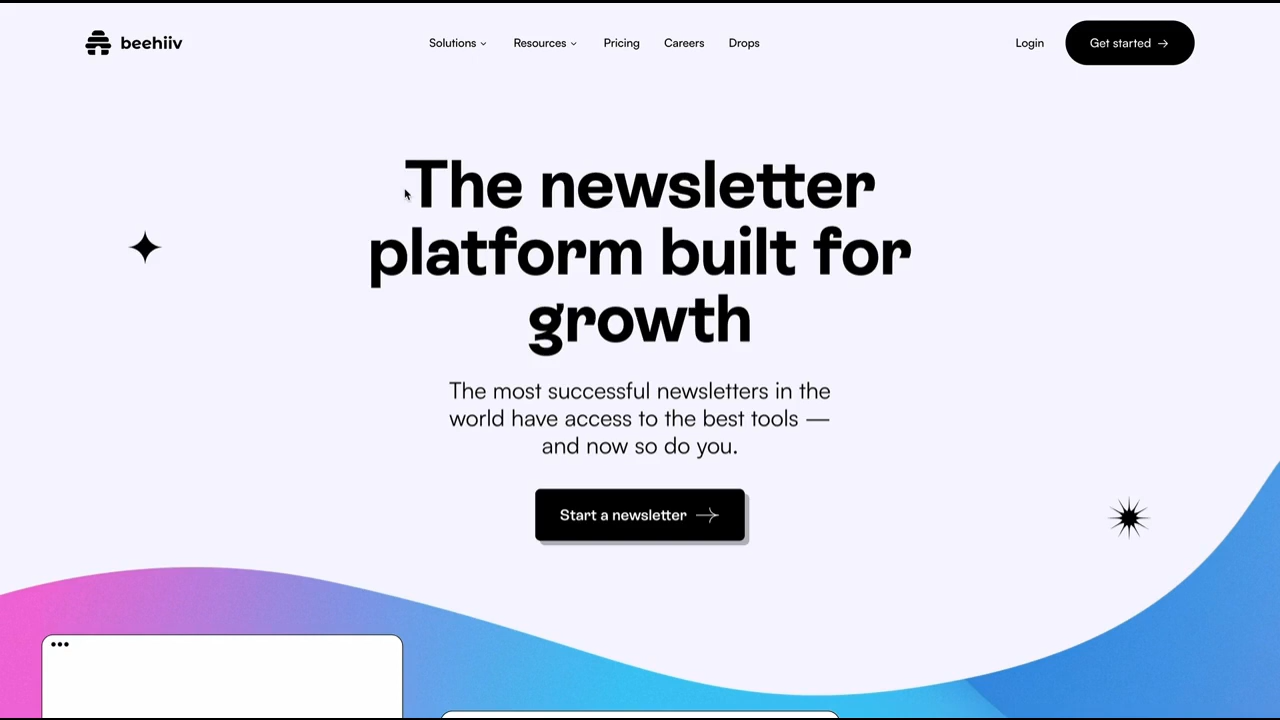 beehiiv
Solutions
Resources
Pricing
Careers
Drops
Login
Get started →
The newsletter
platform built for
growth
The most successful newsletters in the
world have access to the best tools —
and now so do you.
Start a newsletter →